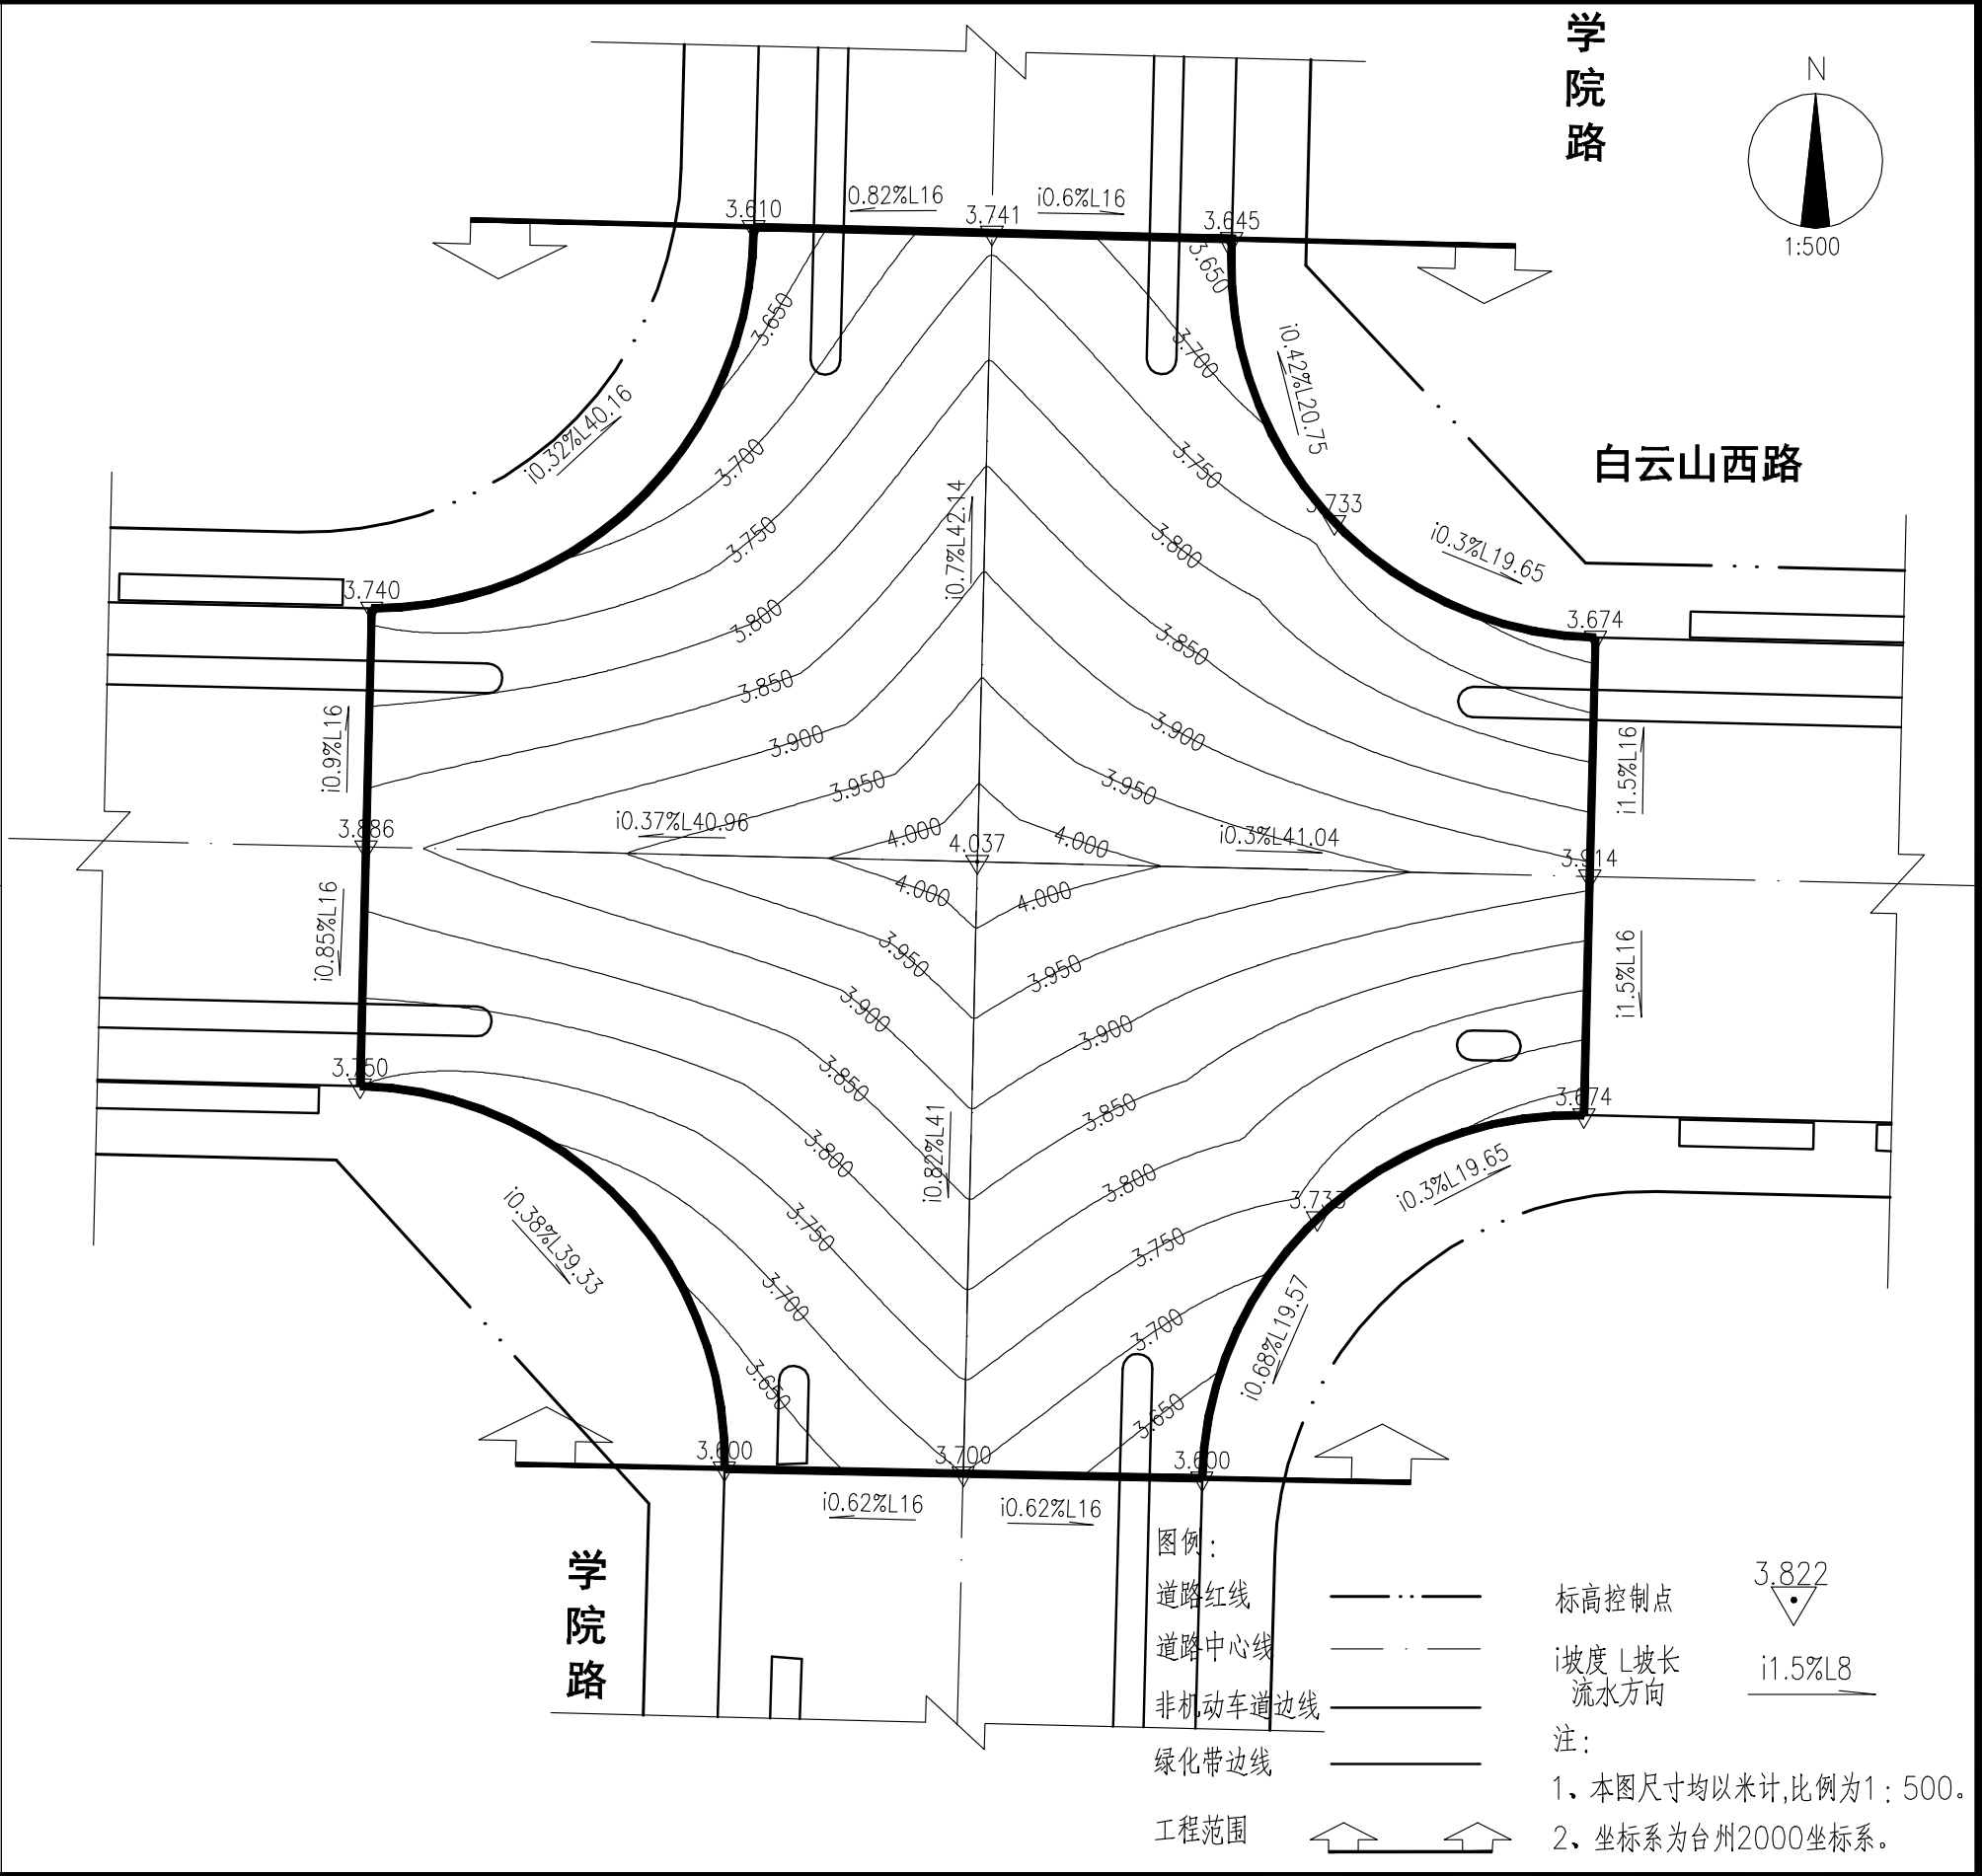 学
院
路
N
1:500
3.610
0.82%L16
3.741
i0.6%L16
3.645
3.650
3.650
3.700
i0.42%L20.75
i0.32%L40.16
3.700
3.750
白云山西路
i0.7%L42.14
3.733
3.750
3.800
i0.3%L19.65
3.740
3.800
3.850
3.674
3.850
i0.9%L16
3.900
3.900
i1.5%L16
3.950
3.950
i0.37%L40.96
3.886
4.000
4.037
4.000
i0.3%L41.04
3.914
4.000
4.000
i0.85%L16
3.950
3.950
i1.5%L16
3.900
3.900
3.750
3.850
3.850
3.674
i0.82%L41
3.800
3.800
i0.3%L19.65
i0.38%L39.33
3.750
3.733
3.750
3.700
3.700
i0.68%L19.57
3.650
3.650
3.600
3.700
3.600
i0.62%L16
i0.62%L16
学
院
路
图例：
道路红线
道路中心线
非机动车道边线
绿化带边线
工程范围
标高控制点
3.822
i坡度 L坡长
流水方向
i1.5%L8
注：
1、本图尺寸均以米计,比例为1：500。
2、坐标系为台州2000坐标系。